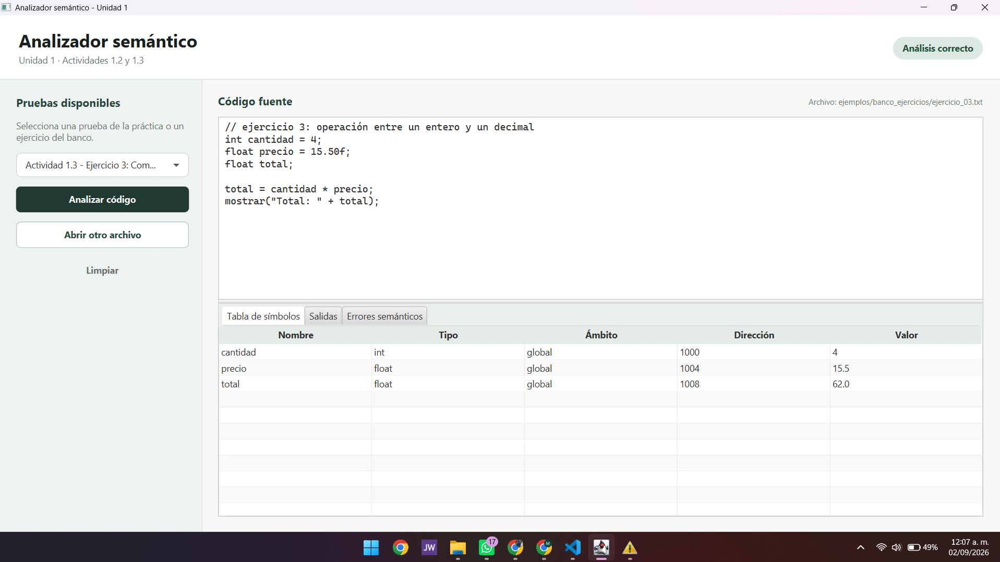 Analizador semántico - Unidad 1
Analizador semántico
Unidad 1 · Actividades 1.2 y 1.3
Análisis correcto
Pruebas disponibles
Selecciona una prueba de la práctica o un
ejercicio del banco.
Actividad 1.3 - Ejercicio 3: Com...
Analizar código
Abrir otro archivo
Limpiar
Código fuente
Archivo: ejemplos/banco_ejercicios/ejercicio_03.txt
// ejercicio 3: operación entre un entero y un decimal
int cantidad = 4;
float precio = 15.50f;
float total;
total = cantidad * precio;
mostrar("Total: " + total);
Tabla de símbolos Salidas Errores semánticos
Nombre Tipo Ámbito Dirección Valor
cantidad int global 1000 4
precio float global 1004 15.5
total float global 1008 62.0
JW
17
M
49%
12:07 a. m.
02/09/2026